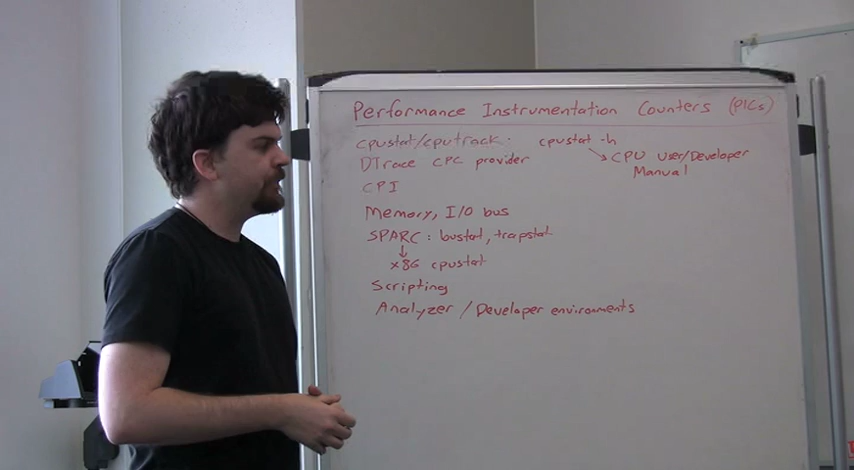 Performance Instrumentation Counters (PICs)
cpustat/cputrack. cpustat -h
DTrace CPC provider → CPU User/Developer
Manual
CPI
Memory, I/O bus
SPARC: bustat, trapstat
↓
x86 cpustat
Scripting
Analyzer / Developer environments